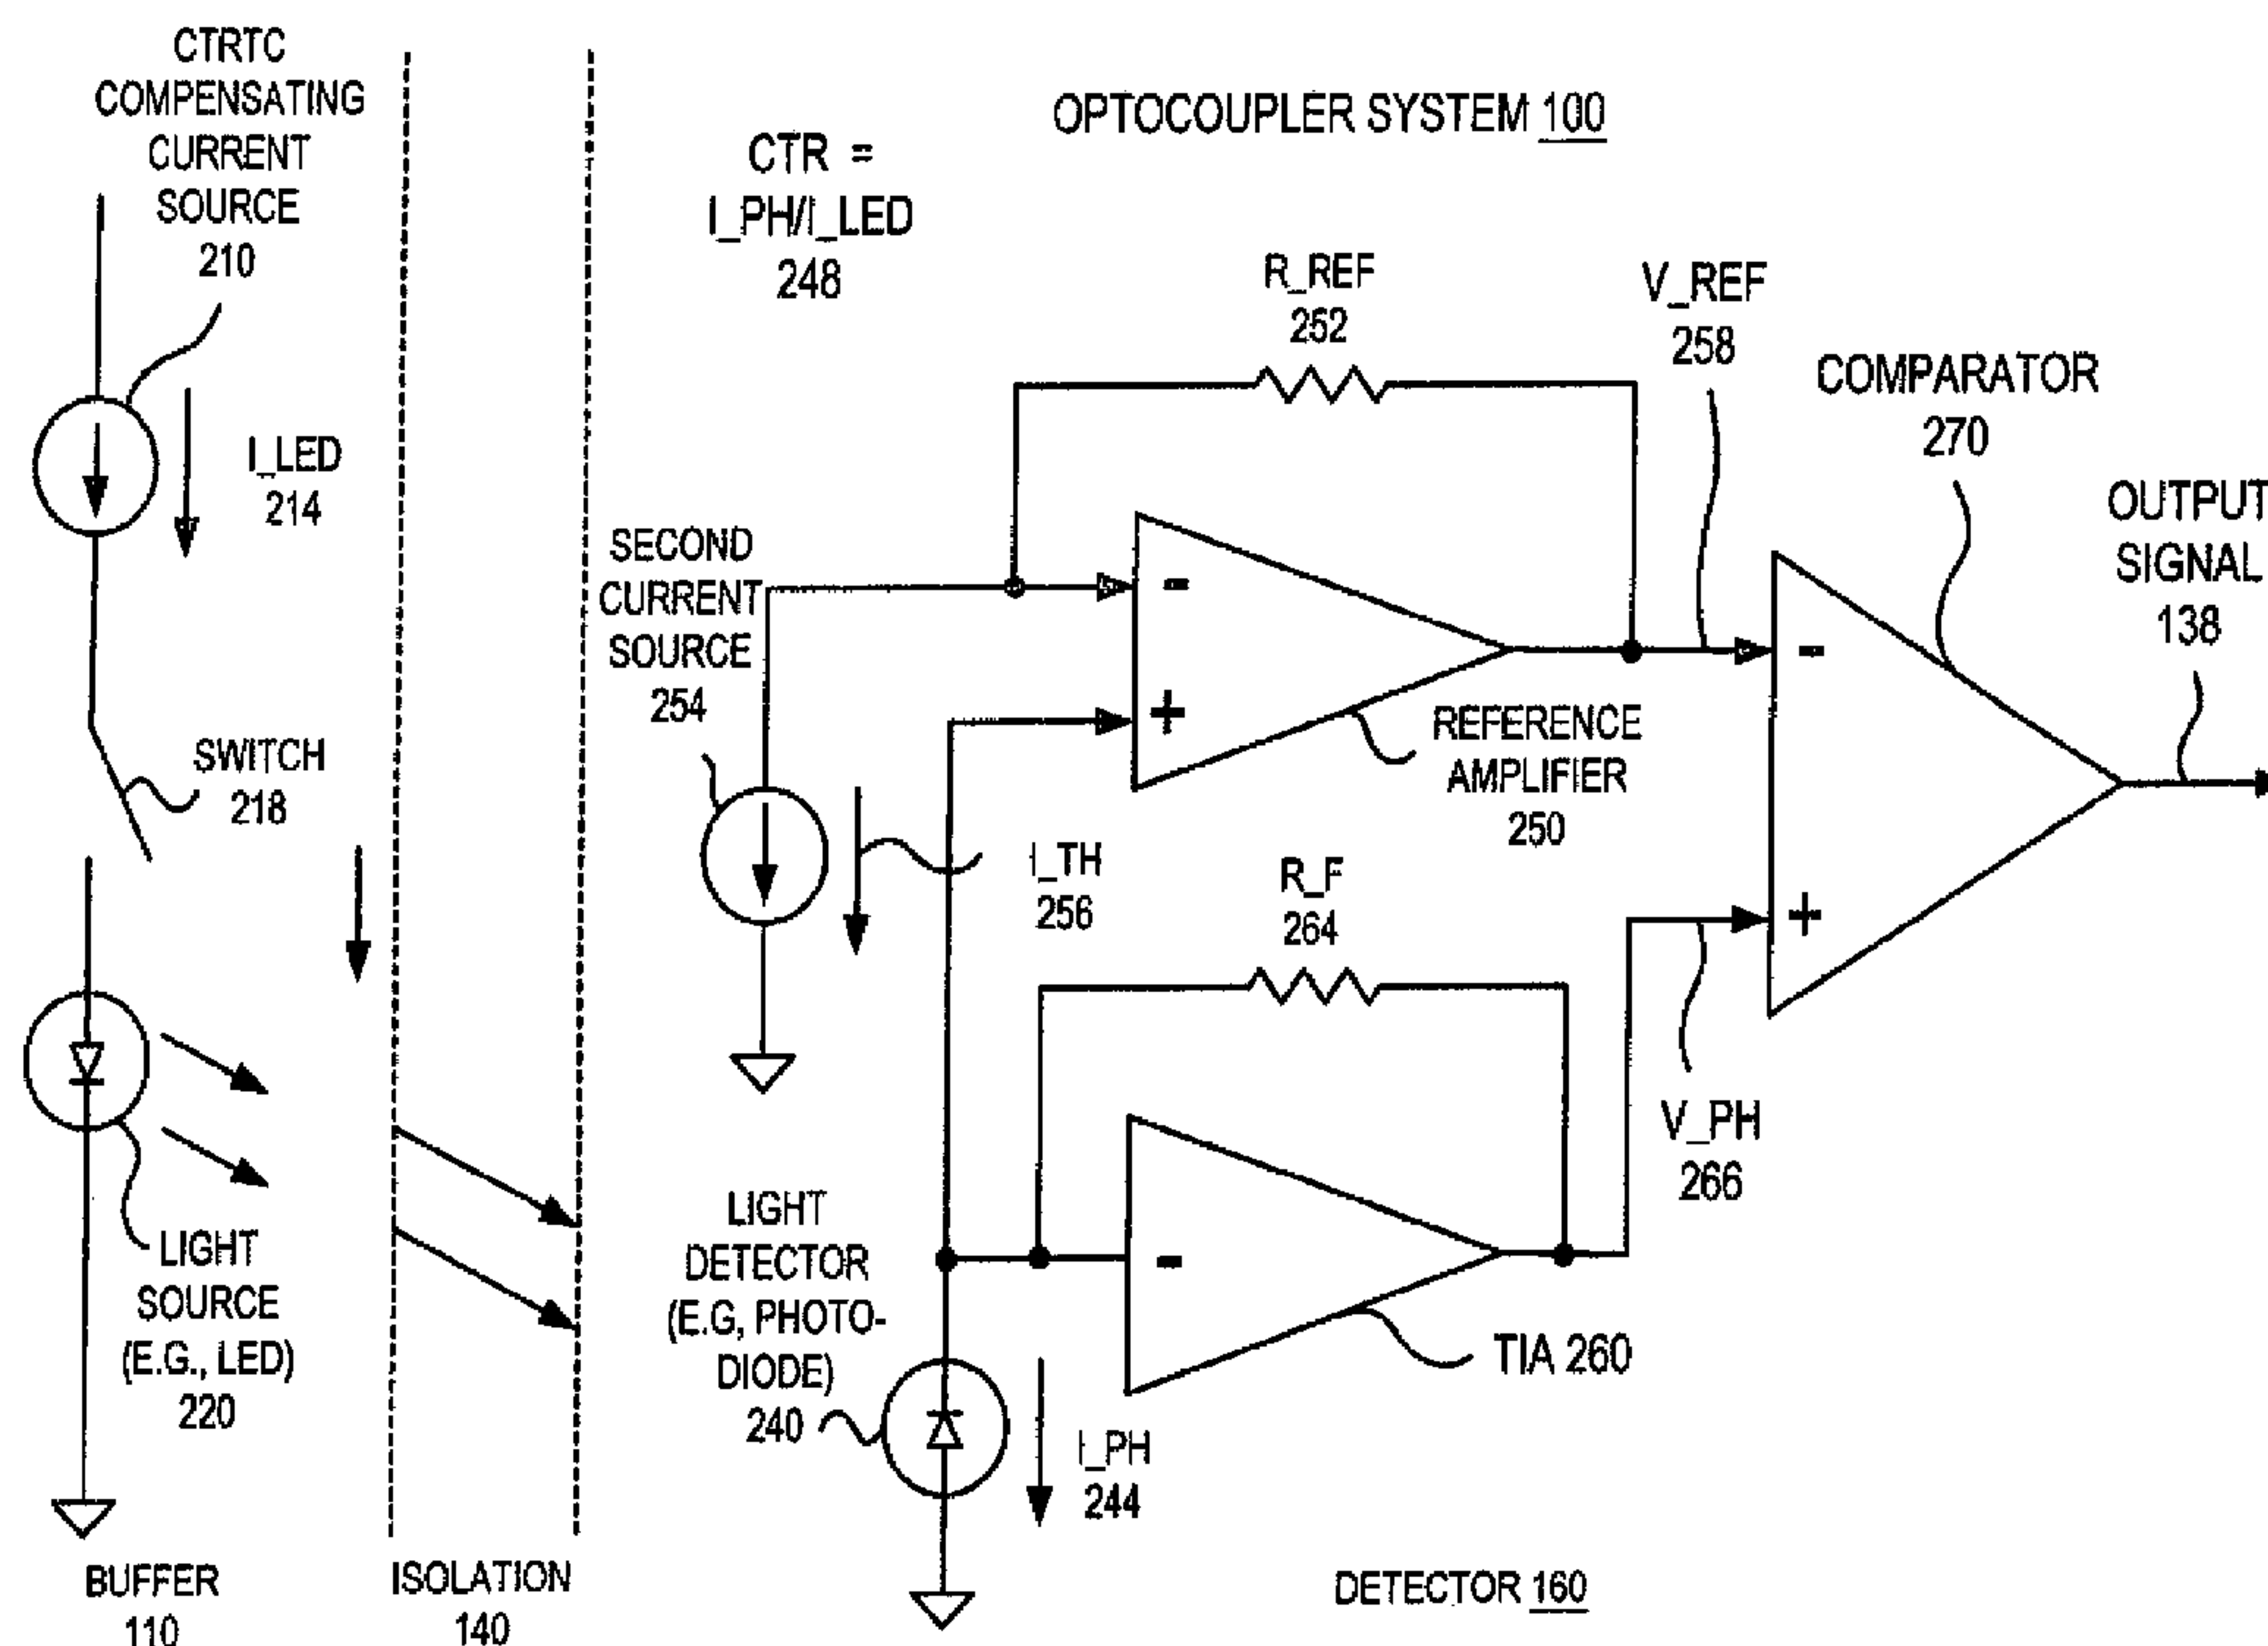 CTRTC
COMPENSATING
CURRENT
SOURCE
210
OPTOCOUPLER SYSTEM 100
CTR =
I_PH/I_LED
248
I_LED
214
R_REF
252
V_REF
258
COMPARATOR
270
OUTPUT
SIGNAL
138
SECOND
CURRENT
SOURCE
254
-
+
-
+
REFERENCE
AMPLIFIER
250
SWITCH
218
I_TH
256
R_F
264
V_PH
266
LIGHT
SOURCE
(E.G., LED)
220
LIGHT
DETECTOR
(E.G, PHOTO-
DIODE)
240
-
TIA 260
I_PH
244
BUFFER
110
ISOLATION
140
DETECTOR 160